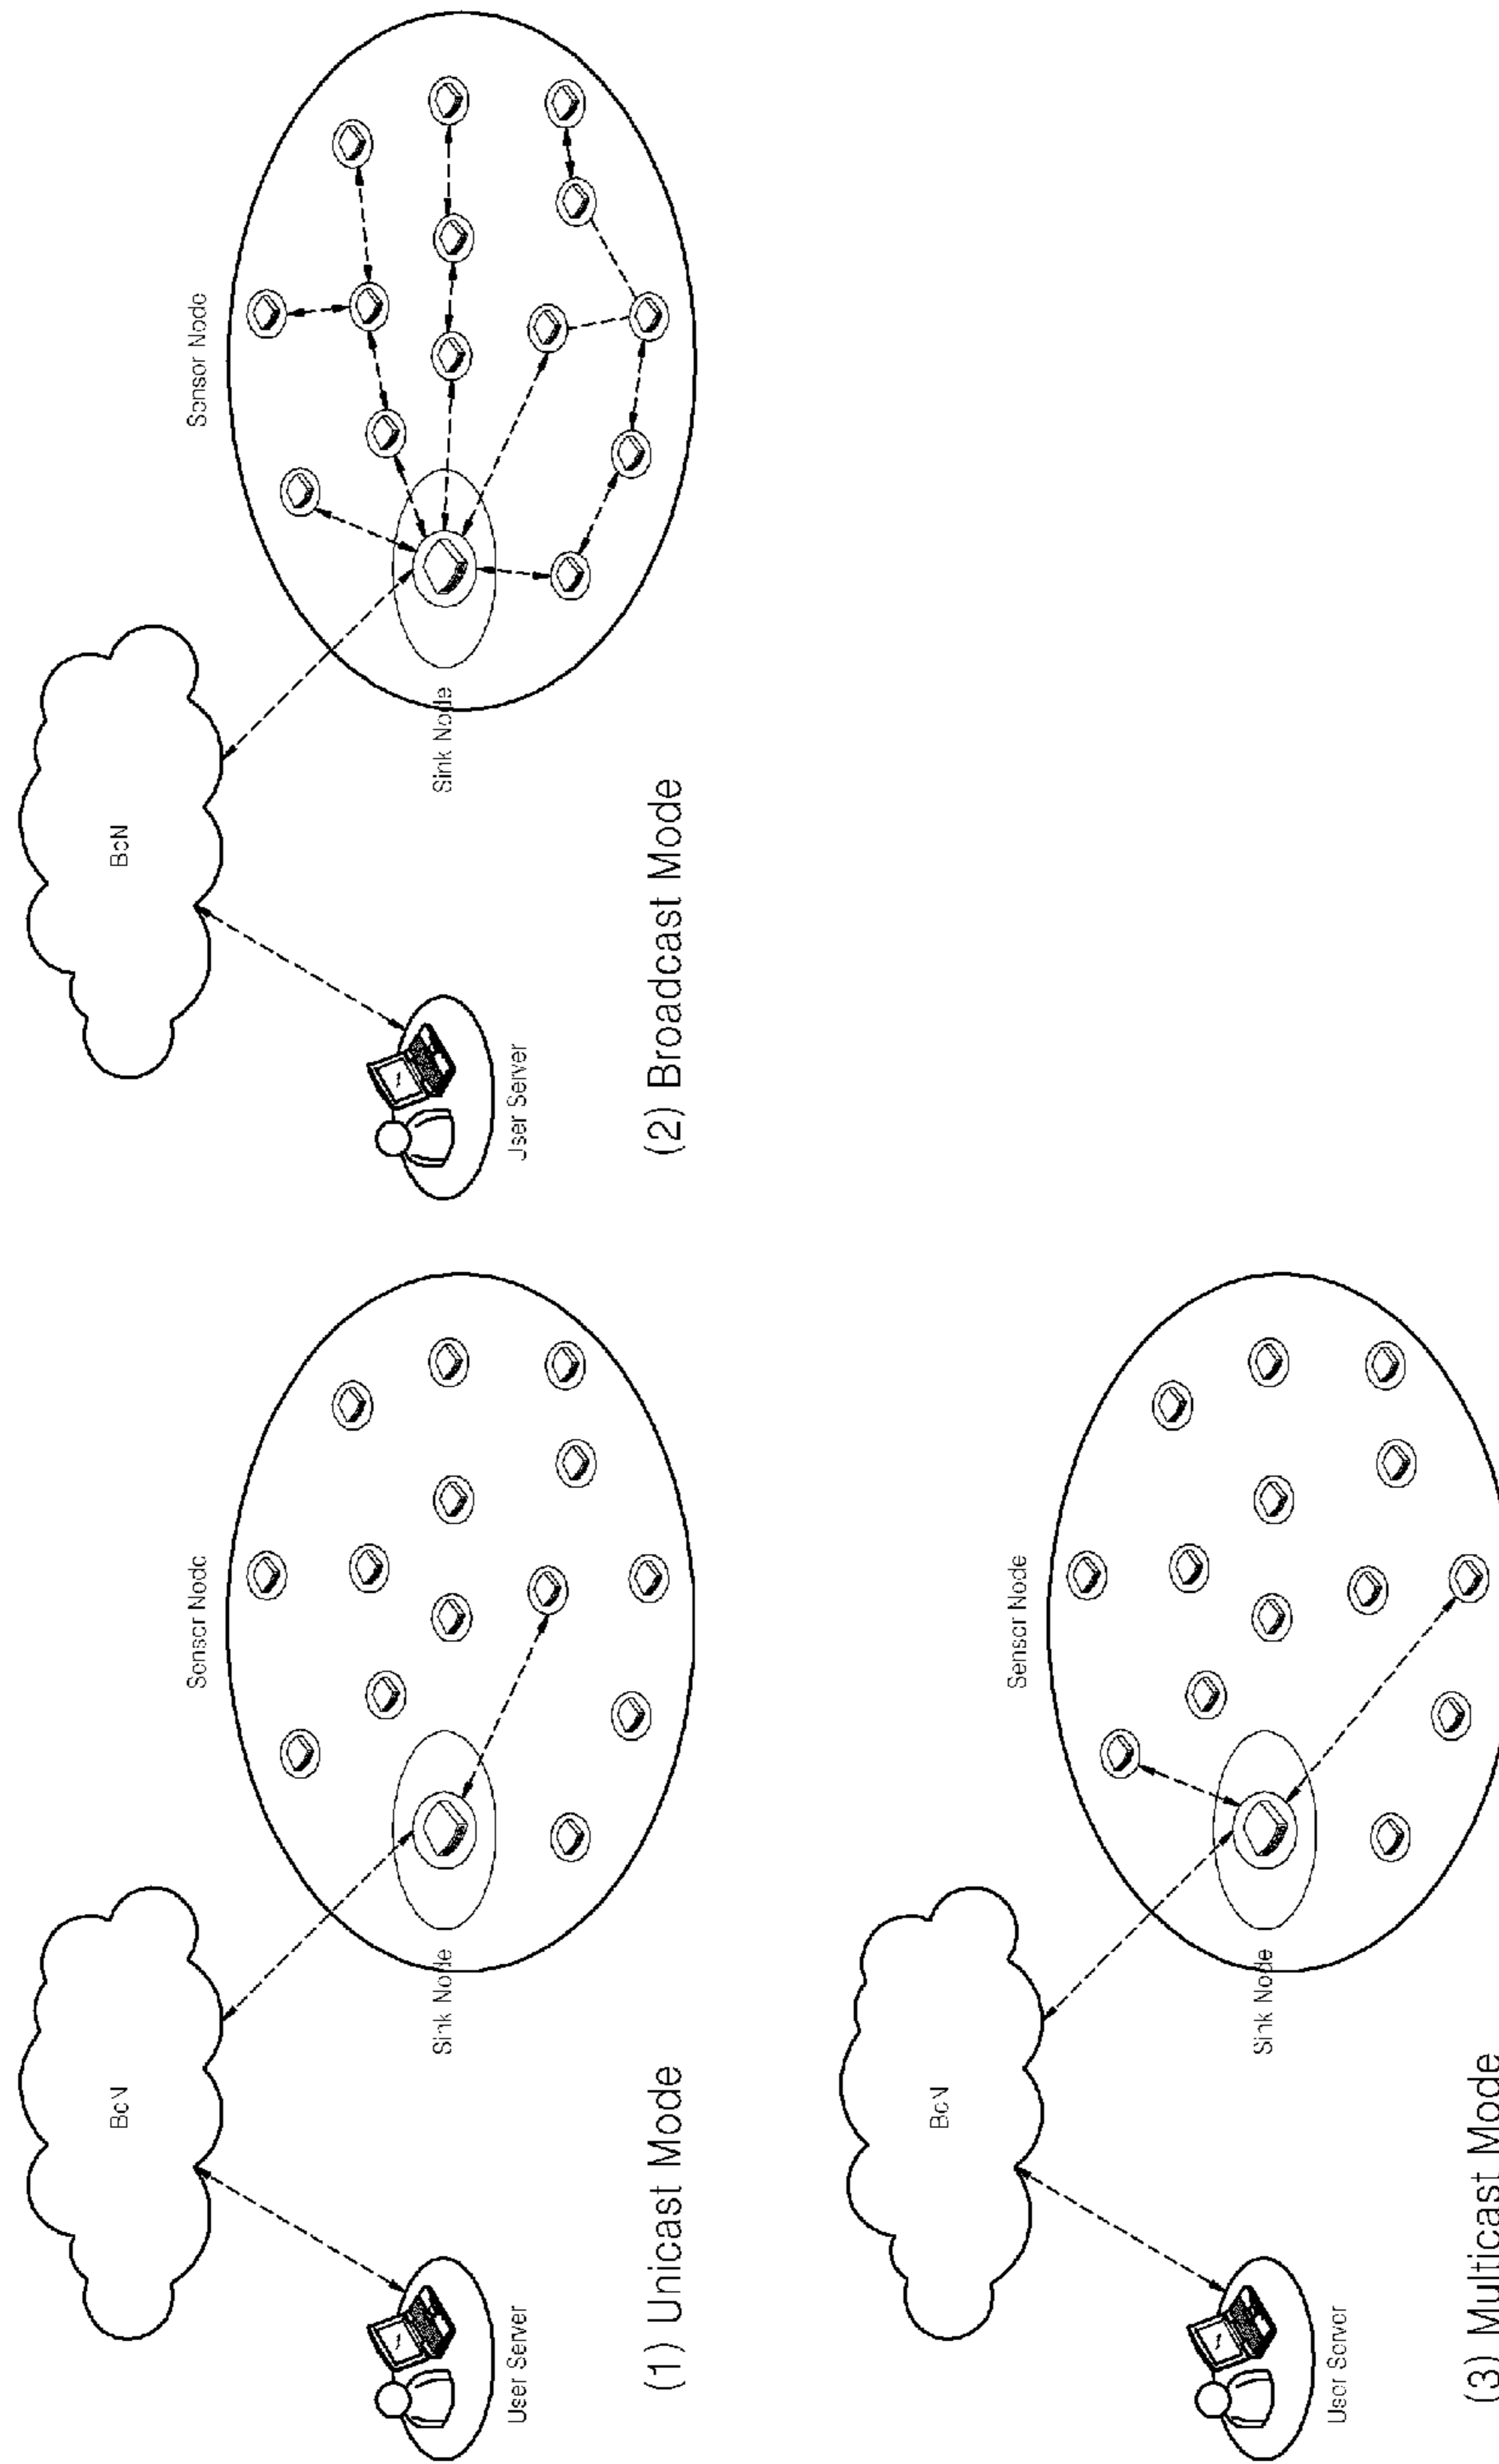 Sensor Node
BcN
Sink Node
User Server
(1) Unicast Mode
Sensor Node
BcN
Sink Node
User Server
(2) Broadcast Mode
Sensor Node
BcN
Sink Node
User Server
(3) Multicast Mode